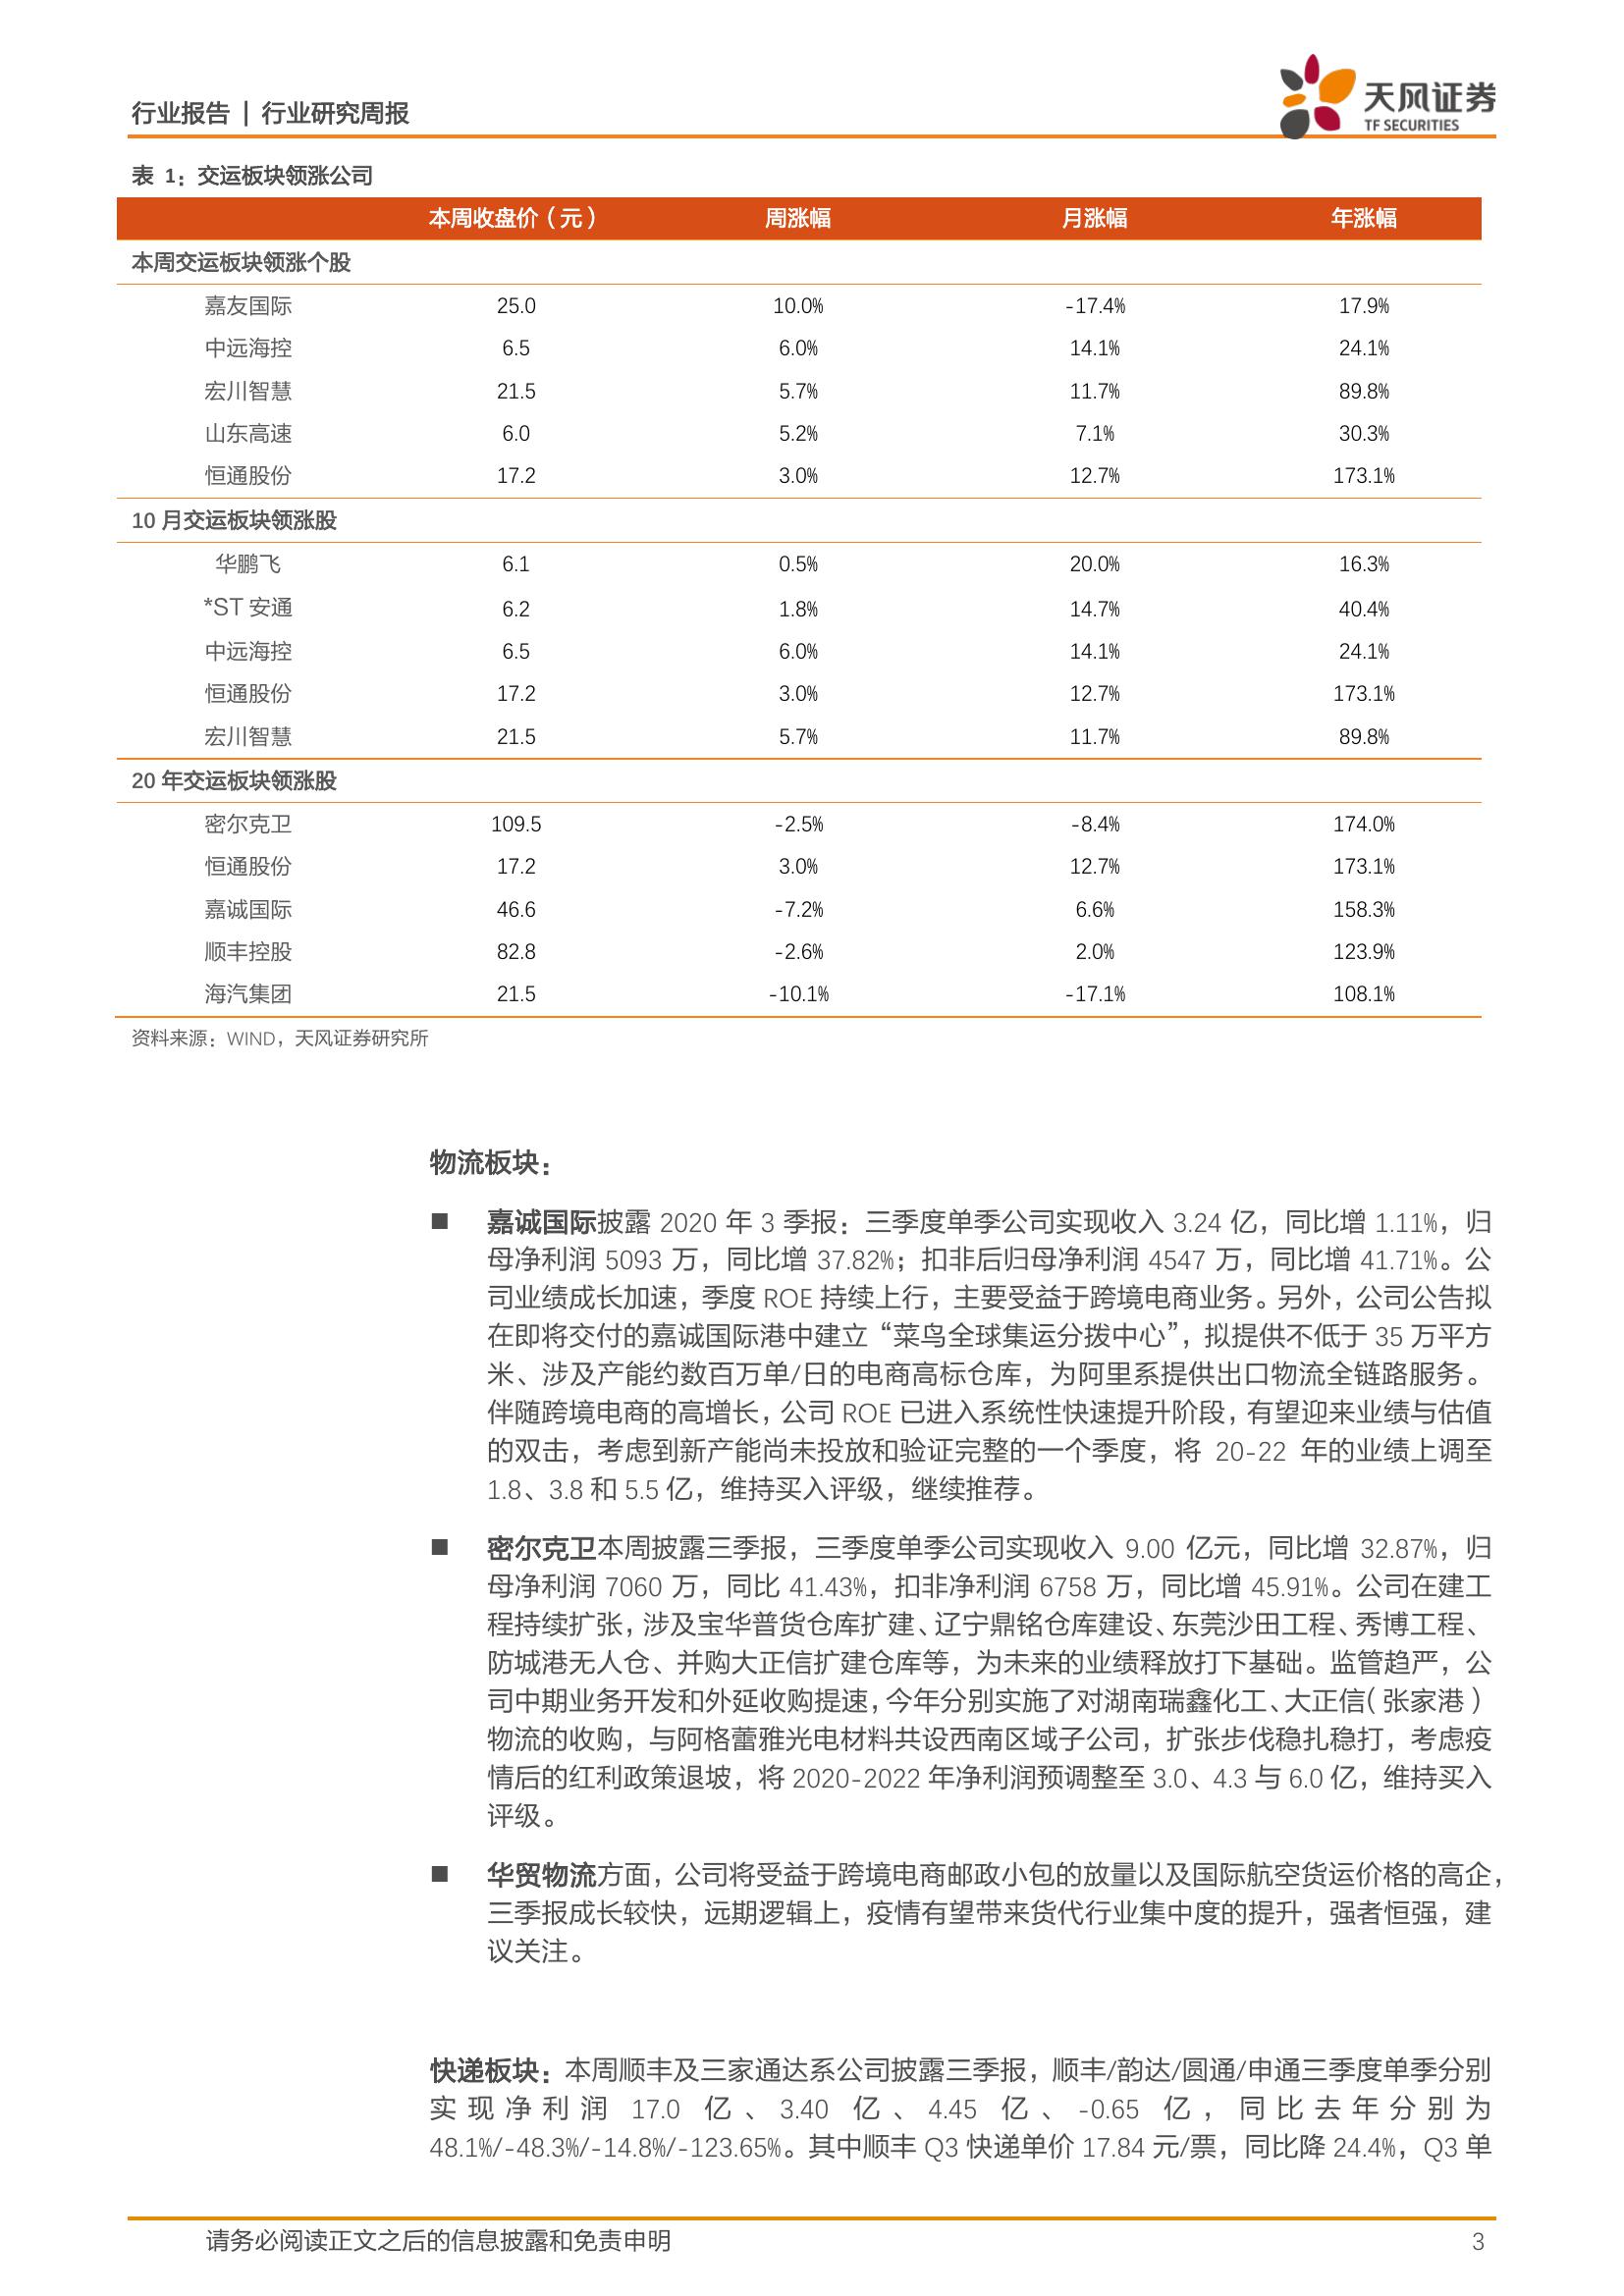 行业报告 | 行业研究周报
天风证券
TF SECURITIES
表 1：交运板块领涨公司
本周收盘价（元） 周涨幅 月涨幅 年涨幅
本周交运板块领涨个股
嘉友国际 25.0 10.0% -17.4% 17.9%
中远海控 6.5 6.0% 14.1% 24.1%
宏川智慧 21.5 5.7% 11.7% 89.8%
山东高速 6.0 5.2% 7.1% 30.3%
恒通股份 17.2 3.0% 12.7% 173.1%
10 月交运板块领涨股
华鹏飞 6.1 0.5% 20.0% 16.3%
*ST 安通 6.2 1.8% 14.7% 40.4%
中远海控 6.5 6.0% 14.1% 24.1%
恒通股份 17.2 3.0% 12.7% 173.1%
宏川智慧 21.5 5.7% 11.7% 89.8%
20 年交运板块领涨股
密尔克卫 109.5 -2.5% -8.4% 174.0%
恒通股份 17.2 3.0% 12.7% 173.1%
嘉诚国际 46.6 -7.2% 6.6% 158.3%
顺丰控股 82.8 -2.6% 2.0% 123.9%
海汽集团 21.5 -10.1% -17.1% 108.1%
资料来源：WIND，天风证券研究所
物流板块：
■ 嘉诚国际披露 2020 年 3 季报：三季度单季公司实现收入 3.24 亿，同比增 1.11%，归
母净利润 5093 万，同比增 37.82%；扣非后归母净利润 4547 万，同比增 41.71%。公
司业绩成长加速，季度 ROE 持续上行，主要受益于跨境电商业务。另外，公司公告拟
在即将交付的嘉诚国际港中建立“菜鸟全球集运分拨中心”，拟提供不低于 35 万平方
米、涉及产能约数百万单/日的电商高标仓库，为阿里系提供出口物流全链路服务。
伴随跨境电商的高增长，公司 ROE 已进入系统性快速提升阶段，有望迎来业绩与估值
的双击，考虑到新产能尚未投放和验证完整的一个季度，将 20-22 年的业绩上调至
1.8、3.8 和 5.5 亿，维持买入评级，继续推荐。
■ 密尔克卫本周披露三季报，三季度单季公司实现收入 9.00 亿元，同比增 32.87%，归
母净利润 7060 万，同比 41.43%，扣非净利润 6758 万，同比增 45.91%。公司在建工
程持续扩张，涉及宝华普货仓库扩建、辽宁鼎铭仓库建设、东莞沙田工程、秀博工程、
防城港无人仓、并购大正信扩建仓库等，为未来的业绩释放打下基础。监管趋严，公
司中期业务开发和外延收购提速，今年分别实施了对湖南瑞鑫化工、大正信（张家港）
物流的收购，与阿格蕾雅光电材料共设西南区域子公司，扩张步伐稳扎稳打，考虑疫
情后的红利政策退坡，将 2020-2022 年净利润预调整至 3.0、4.3 与 6.0 亿，维持买入
评级。
■ 华贸物流方面，公司将受益于跨境电商邮政小包的放量以及国际航空货运价格的高企，
三季报成长较快，远期逻辑上，疫情有望带来货代行业集中度的提升，强者恒强，建
议关注。
快递板块：本周顺丰及三家通达系公司披露三季报，顺丰/韵达/圆通/申通三季度单季分别
实现净利润 17.0 亿、3.40 亿、4.45 亿、-0.65 亿，同比去年分别为
48.1%/-48.3%/-14.8%/-123.65%。其中顺丰 Q3 快递单价 17.84 元/票，同比降 24.4%，Q3 单
请务必阅读正文之后的信息披露和免责申明 3